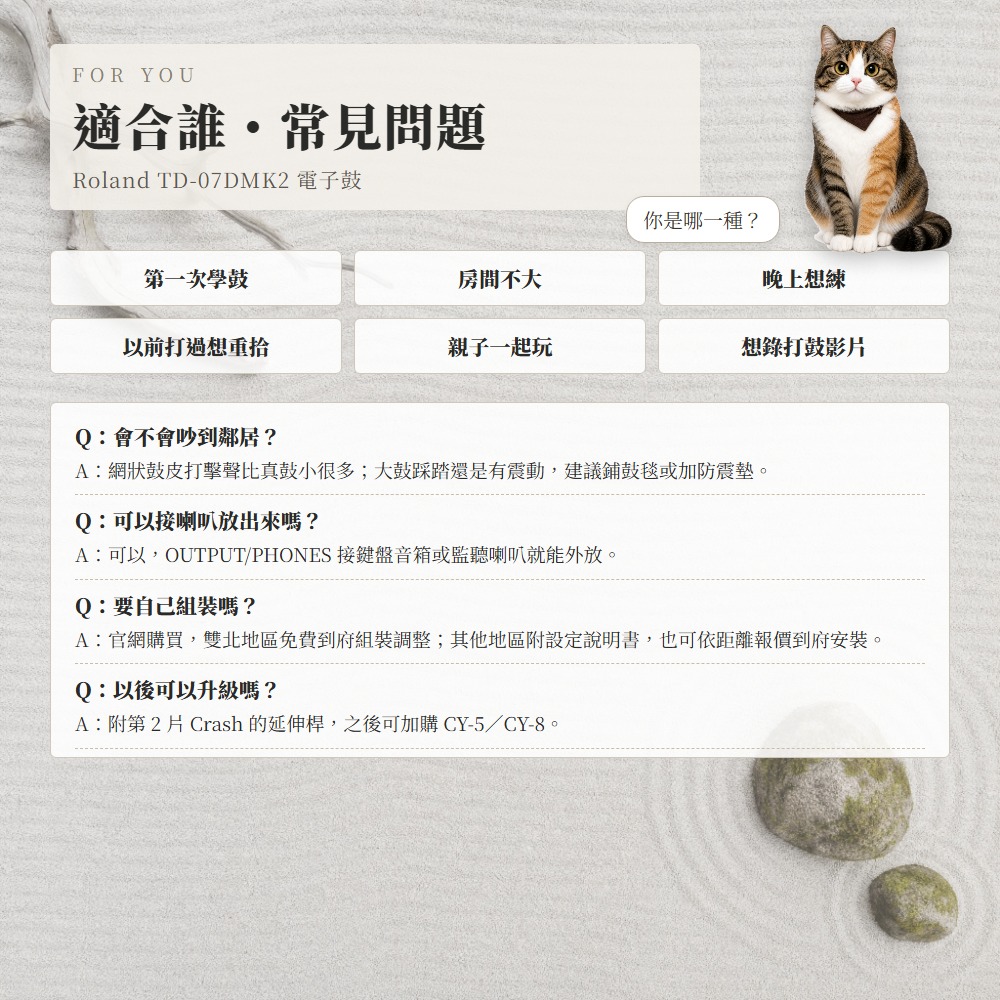 FOR YOU
適合誰・常見問題
Roland TD-07DMK2 電子鼓
你是哪一種？
第一次學鼓
房間不大
晚上想練
以前打過想重拾
親子一起玩
想錄打鼓影片
Q：會不會吵到鄰居？
A：網狀鼓皮打擊聲比真鼓小很多；大鼓踩踏還是有震動，建議鋪鼓毯或加防震墊。
Q：可以接喇叭放出來嗎？
A：可以，OUTPUT/PHONES 接鍵盤音箱或監聽喇叭就能外放。
Q：要自己組裝嗎？
A：官網購買，雙北地區免費到府組裝調整；其他地區附設定說明書，也可依距離報價到府安裝。
Q：以後可以升級嗎？
A：附第 2 片 Crash 的延伸桿，之後可加購 CY-5／CY-8。